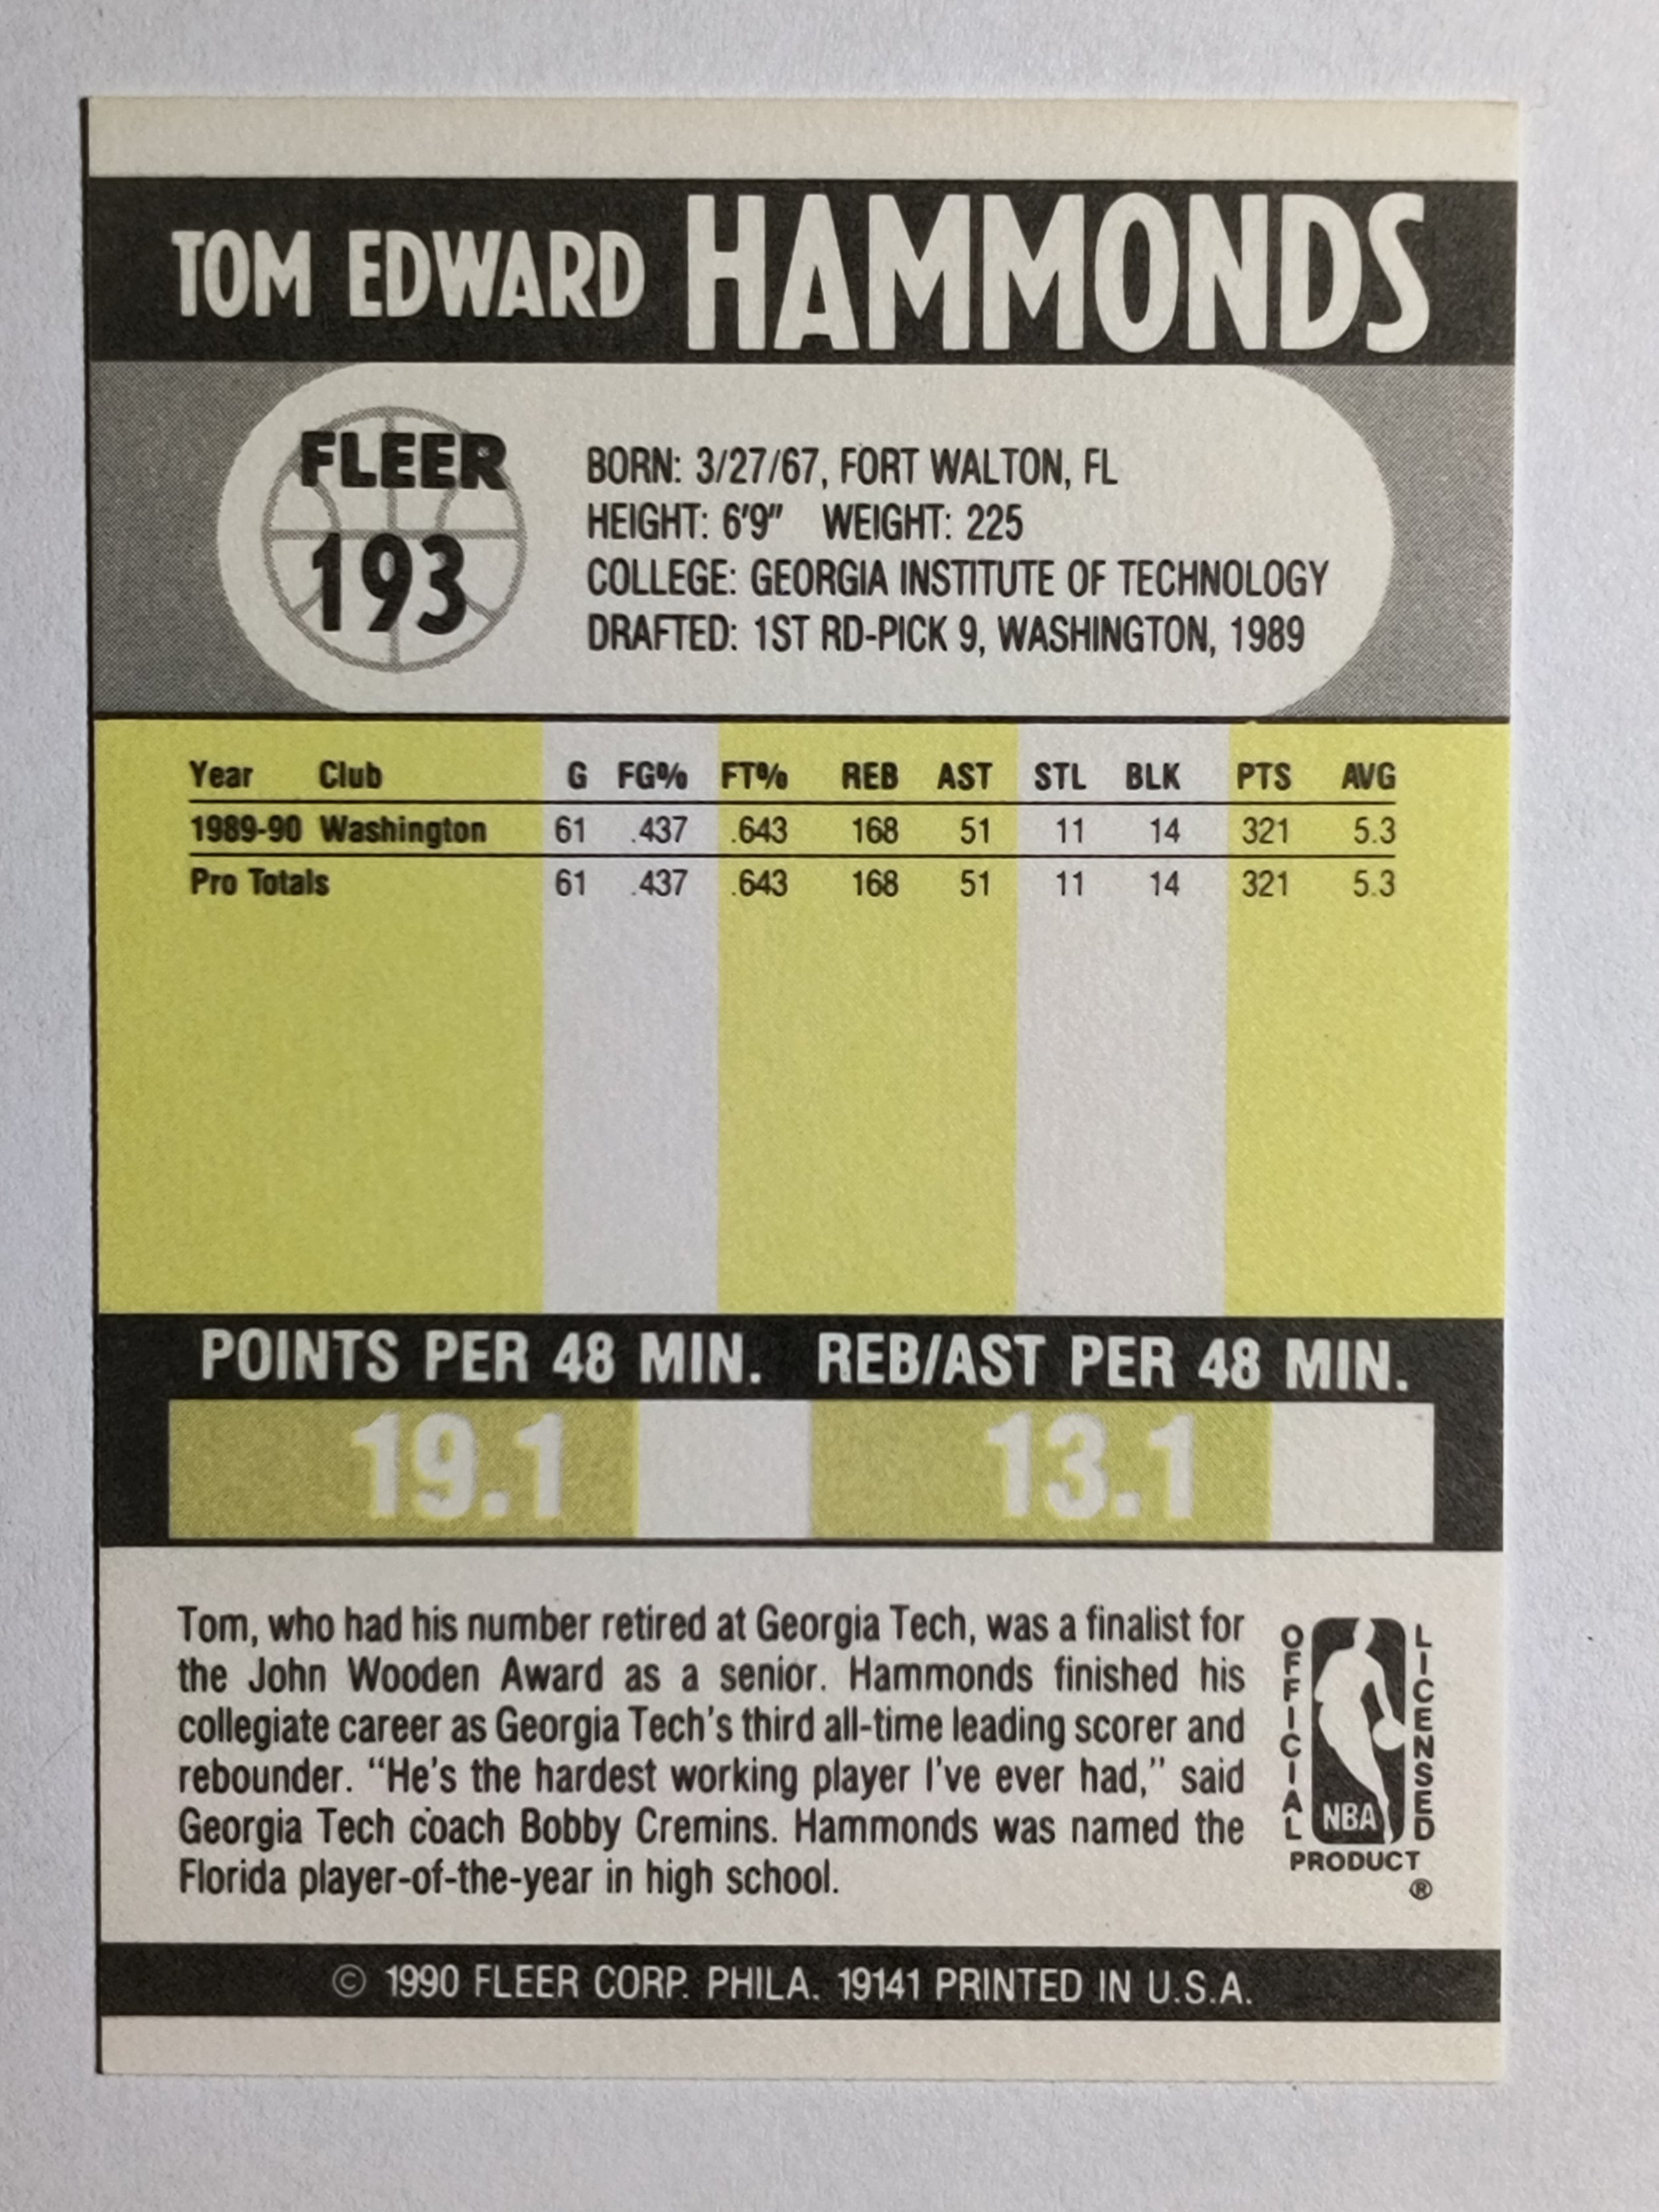 TOM EDWARD HAMMONDS
FLEER
193
BORN: 3/27/67, FORT WALTON, FL
HEIGHT: 6'9" WEIGHT: 225
COLLEGE: GEORGIA INSTITUTE OF TECHNOLOGY
DRAFTED: 1ST RD-PICK 9, WASHINGTON, 1989
Year Club G FG% FT% REB AST STL BLK PTS AVG
1989-90 Washington 61 .437 .643 168 51 11 14 321 5.3
Pro Totals 61 .437 .643 168 51 11 14 321 5.3
POINTS PER 48 MIN. REB/AST PER 48 MIN.
19.1 13.1
Tom, who had his number retired at Georgia Tech, was a finalist for
the John Wooden Award as a senior. Hammonds finished his
collegiate career as Georgia Tech's third all-time leading scorer and
rebounder. "He's the hardest working player I've ever had," said
Georgia Tech coach Bobby Cremins. Hammonds was named the
Florida player-of-the-year in high school.
OFFICIAL
LICENSED
NBA
PRODUCT
®
© 1990 FLEER CORP. PHILA. 19141 PRINTED IN U.S.A.